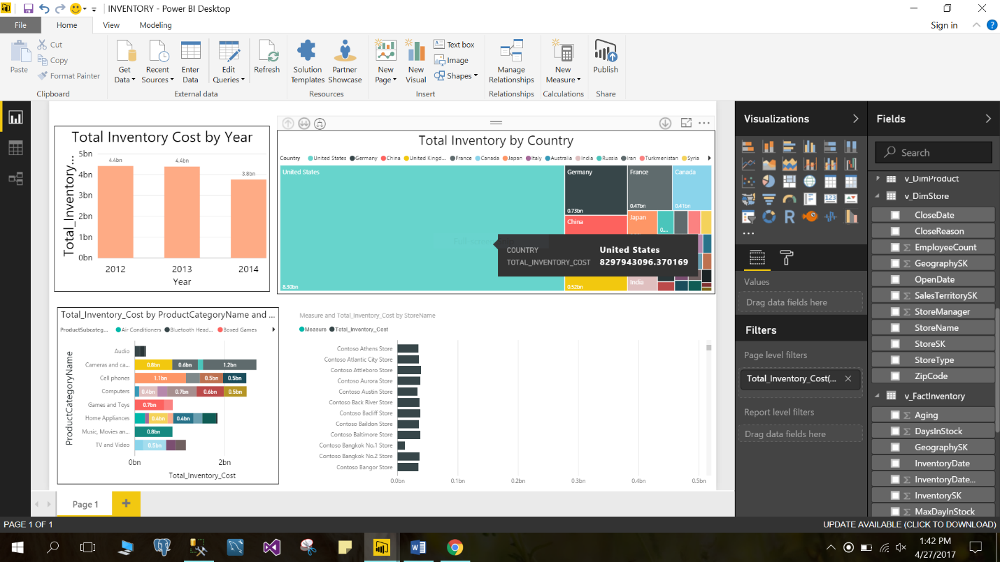 INVENTORY - Power BI Desktop
File
Home
View
Modeling
Sign in
Paste
Cut
Copy
Format Painter
Clipboard
Get Data
Recent Sources
Enter Data
External data
Edit Queries
Refresh
Solution Templates
Partner Showcase
Resources
New Page
New Visual
Text box
Image
Shapes
Insert
Manage Relationships
Relationships
New Measure
Calculations
Publish
Share
Total Inventory Cost by Year
Total_Inventory...
5bn
4bn
3bn
2bn
1bn
0bn
4.4bn
4.4bn
3.8bn
2012
2013
2014
Year
Total Inventory by Country
Country United States Germany China United Kingd... France Canada Japan Italy Australia India Russia Iran Turkmenistan Syria
United States
8.30bn
Germany
0.73bn
France
0.47bn
Canada
0.41bn
China
Japan
0...
0.52bn
India
COUNTRY United States
TOTAL_INVENTORY_COST 8297943096.370169
Total_Inventory_Cost by ProductCategoryName and ...
ProductSubcateg... Air Conditioners Bluetooth Head... Boxed Games
ProductCategoryName
Audio
Cameras and ca... 0.8bn 0.6bn 1.2bn
Cell phones 1.1bn 0.5bn 0.5bn
Computers 0.4bn 0.7bn 0.6bn 0.5bn
Games and Toys 0.7bn
Home Appliances 0.4bn 0.4bn
Music, Movies an... 0.8bn
TV and Video 0.5bn
0bn 2bn
Total_Inventory_Cost
Measure and Total_Inventory_Cost by StoreName
Measure Total_Inventory_Cost
Contoso Athens Store
Contoso Atlantic City Store
Contoso Attleboro Store
Contoso Aurora Store
Contoso Austin Store
Contoso Back River Store
Contoso Bacliff Store
Contoso Baildon Store
Contoso Baltimore Store
Contoso Bangkok No.1 Store
Contoso Bangkok No.2 Store
Contoso Bangor Store
0.0bn 0.1bn 0.2bn 0.3bn 0.4bn 0.5bn
Visualizations
Values
Drag data fields here
Filters
Page level filters
Total_Inventory_Cost(...
Report level filters
Drag data fields here
Fields
Search
v_DimProduct
v_DimStore
CloseDate
CloseReason
EmployeeCount
GeographySK
OpenDate
SalesTerritorySK
StoreManager
StoreName
StoreSK
StoreType
ZipCode
v_FactInventory
Aging
DaysInStock
GeographySK
InventoryDate
InventoryDate...
InventorySK
MaxDayInStock
Page 1
PAGE 1 OF 1
UPDATE AVAILABLE (CLICK TO DOWNLOAD)
1:42 PM
4/27/2017